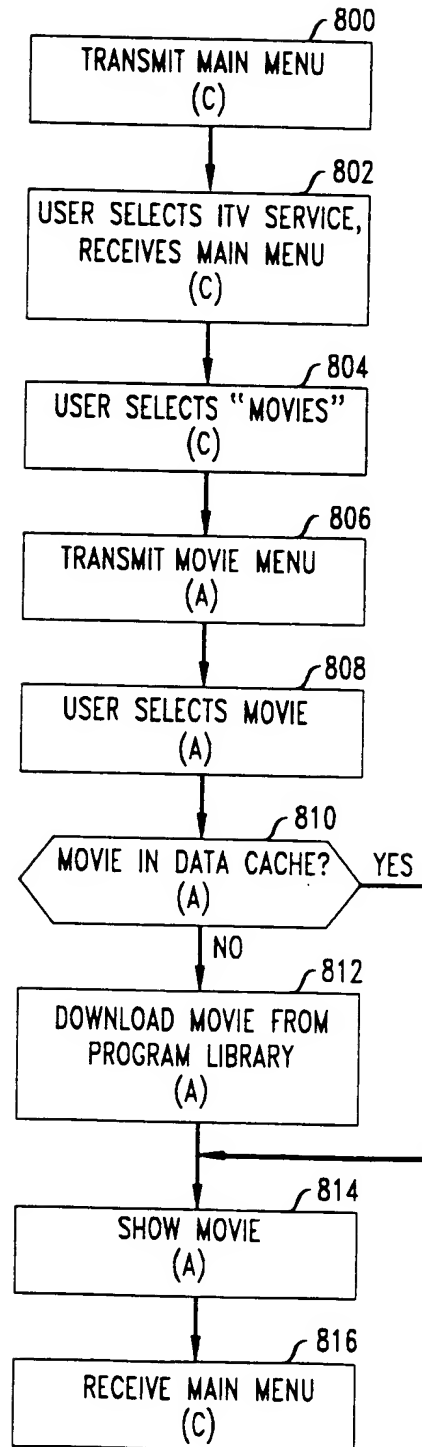 800
TRANSMIT MAIN MENU
(C)
802
USER SELECTS ITV SERVICE,
RECEIVES MAIN MENU
(C)
804
USER SELECTS "MOVIES"
(C)
806
TRANSMIT MOVIE MENU
(A)
808
USER SELECTS MOVIE
(A)
810
MOVIE IN DATA CACHE?
(A)
YES
NO
812
DOWNLOAD MOVIE FROM
PROGRAM LIBRARY
(A)
814
SHOW MOVIE
(A)
816
RECEIVE MAIN MENU
(C)